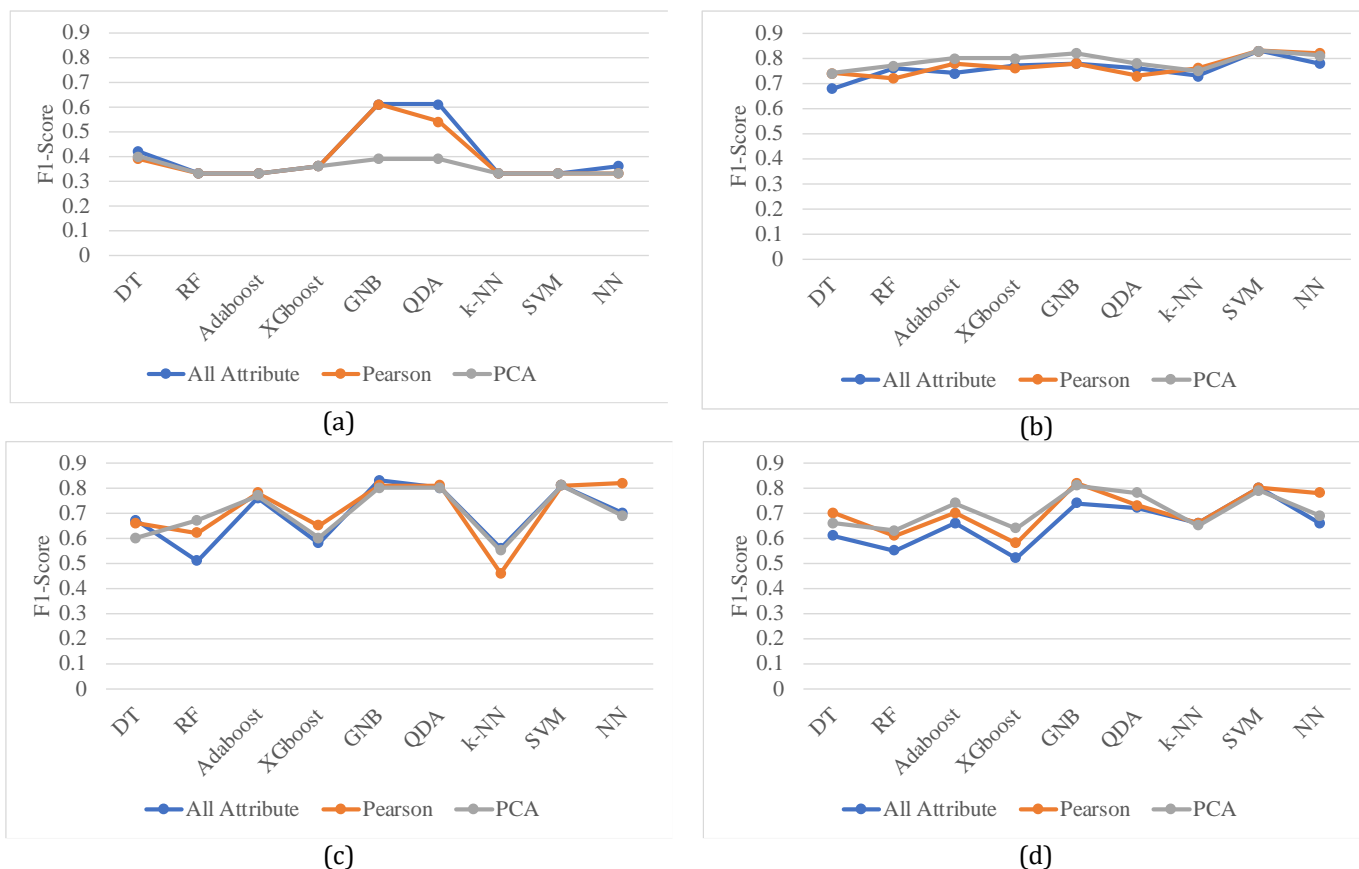 F1-Score
0.9
0.8
0.7
0.6
0.5
0.4
0.3
0.2
0.1
0
DT RF Adaboost XGboost GNB QDA k-NN SVM NN
All Attribute Pearson PCA
(a)
F1-Score
0.9
0.8
0.7
0.6
0.5
0.4
0.3
0.2
0.1
0
DT RF Adaboost XGboost GNB QDA k-NN SVM NN
All Attribute Pearson PCA
(b)
F1-Score
0.9
0.8
0.7
0.6
0.5
0.4
0.3
0.2
0.1
0
DT RF Adaboost XGboost GNB QDA k-NN SVM NN
All Attribute Pearson PCA
(c)
F1-Score
0.9
0.8
0.7
0.6
0.5
0.4
0.3
0.2
0.1
0
DT RF Adaboost XGboost GNB QDA k-NN SVM NN
All Attribute Pearson PCA
(d)